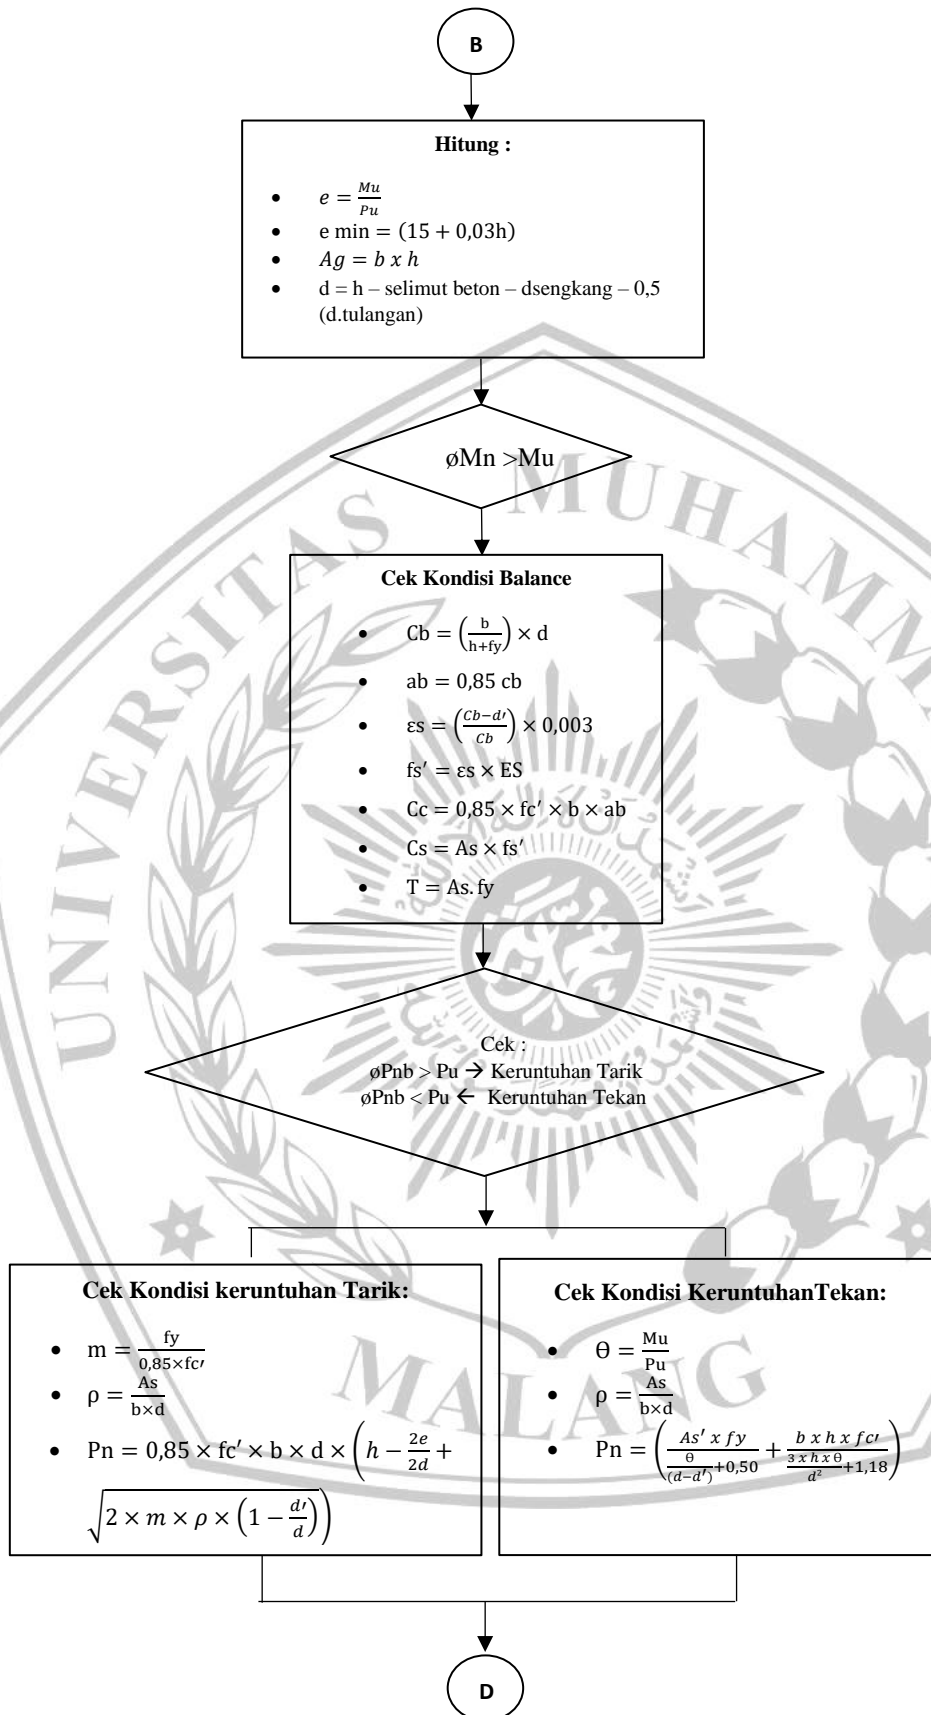 B
Hitung :
• e = Mu/Pu
• e min = (15 + 0,03h)
• Ag = b x h
• d = h – selimut beton – dsengkang – 0,5
(d.tulangan)
øMn >Mu
Cek Kondisi Balance
• Cb = (b/(h+fy)) × d
• ab = 0,85 cb
• εs = ((Cb−d′)/Cb) × 0,003
• fs′ = εs × ES
• Cc = 0,85 × fc′ × b × ab
• Cs = As × fs′
• T = As. fy
Cek :
øPnb > Pu → Keruntuhan Tarik
øPnb < Pu ← Keruntuhan Tekan
Cek Kondisi keruntuhan Tarik:
• m = fy/(0,85×fc′)
• ρ = As/(b×d)
• Pn = 0,85 × fc′ × b × d × (h − 2e/2d +
√(2 × m × ρ × (1 − d′/d)))
Cek Kondisi KeruntuhanTekan:
• Ѳ = Mu/Pu
• ρ = As/(b×d)
• Pn = ((As′ x fy)/(Ѳ/(d−d′)+0,50) + (b x h x fc′)/((3 x h x Ѳ)/d²+1,18))
D
UNIVERSITAS MUHAMM
MALANG